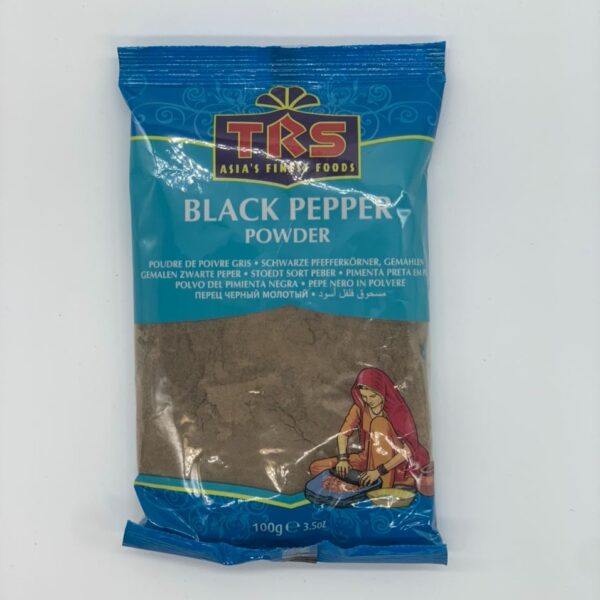 TRS
ASIA'S FINEST FOODS
BLACK PEPPER
POWDER
POUDRE DE POIVRE GRIS • SCHWARZE PFEFFERKÖRNER, GEMAHLEN
GEMALEN ZWARTE PEPER • STOEDT SORT PEBER • PIMENTA PRETA EM
POLVO DEL PIMIENTA NEGRA • PEPE NERO IN POLVERE
ПЕРЕЦ ЧЕРНЫЙ МОЛОТЫЙ • مسحوق فلفل أسود
100g ℮ 3.5oz